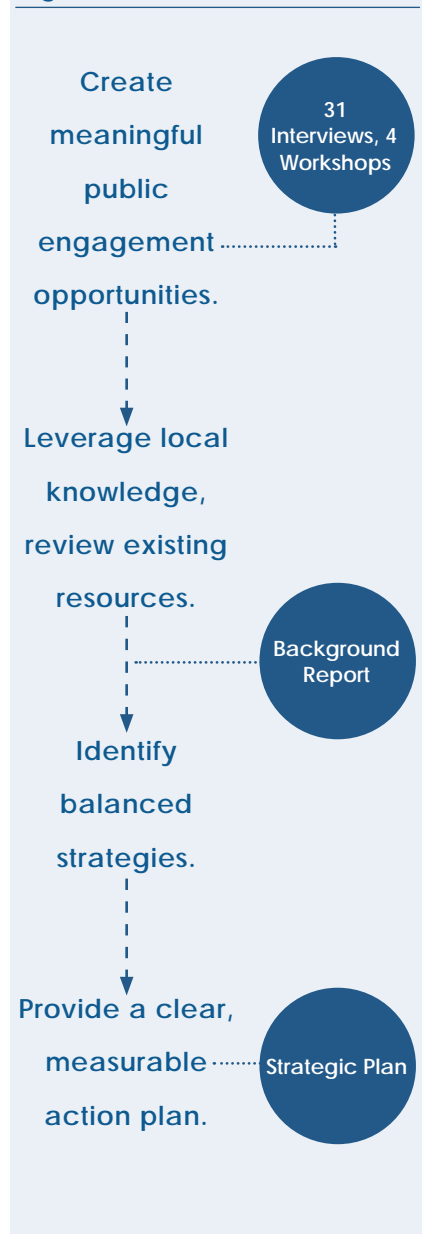 Create
meaningful
public
engagement
opportunities.
31
Interviews, 4
Workshops
Leverage local
knowledge,
review existing
resources.
Background
Report
Identify
balanced
strategies.
Provide a clear,
measurable
action plan.
Strategic Plan